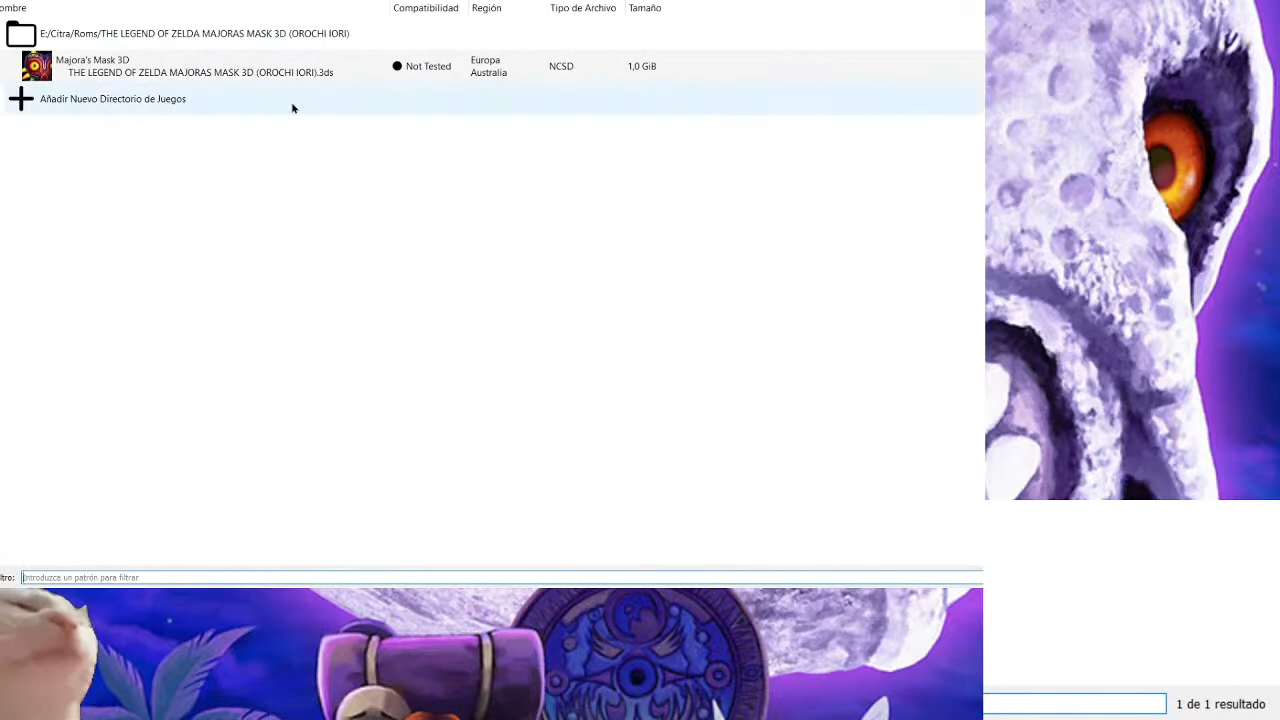 ombre Compatibilidad Región Tipo de Archivo Tamaño
E:/Citra/Roms/THE LEGEND OF ZELDA MAJORAS MASK 3D (OROCHI IORI)
Majora's Mask 3D
THE LEGEND OF ZELDA MAJORAS MASK 3D (OROCHI IORI).3ds
Not Tested
Europa
Australia
NCSD
1,0 GiB
Añadir Nuevo Directorio de Juegos
ltro: Introduzca un patrón para filtrar
1 de 1 resultado